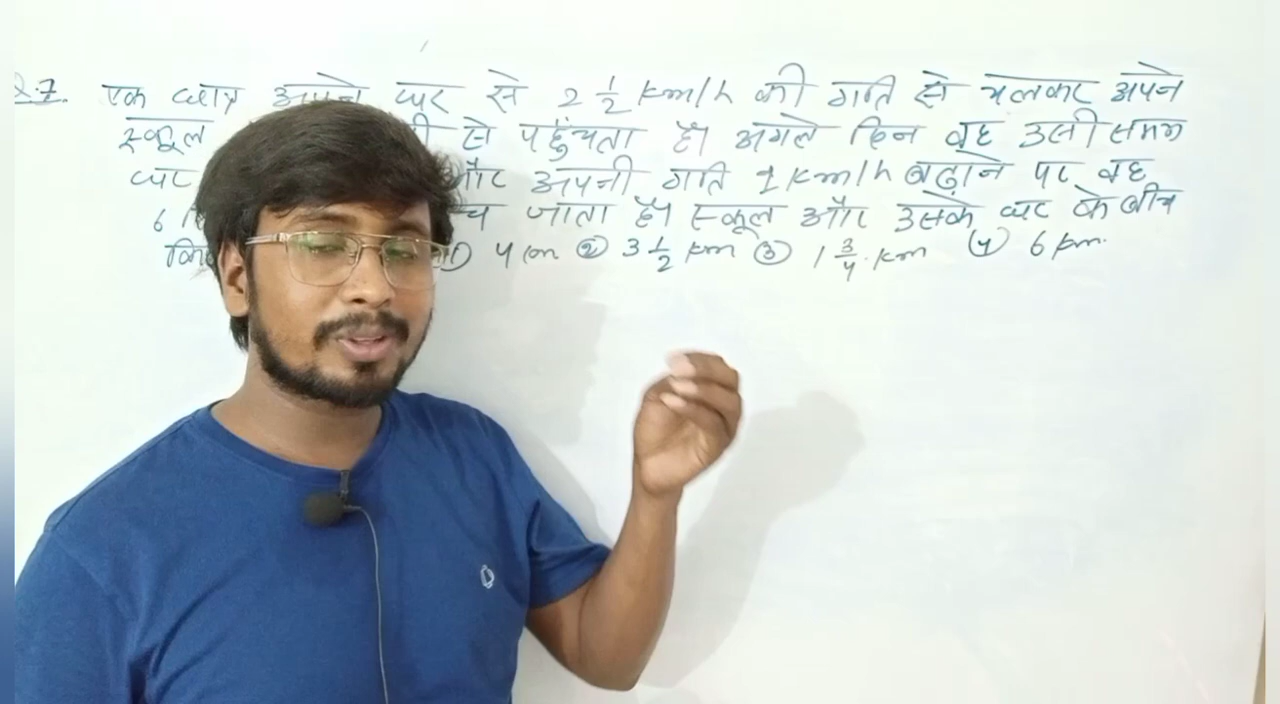 Q.7. एक छात्र अपने घर से 2 1/2 km/h की गति से चलकर अपने
स्कूल से पहुंचता है। अगले दिन वह उसी समय
घर और अपनी गति 1 km/h बढ़ाने पर वह
6 जाता है। स्कूल और उसके घर के बीच
① 4 km ② 3 1/2 km ③ 1 3/4 km ④ 6 km.